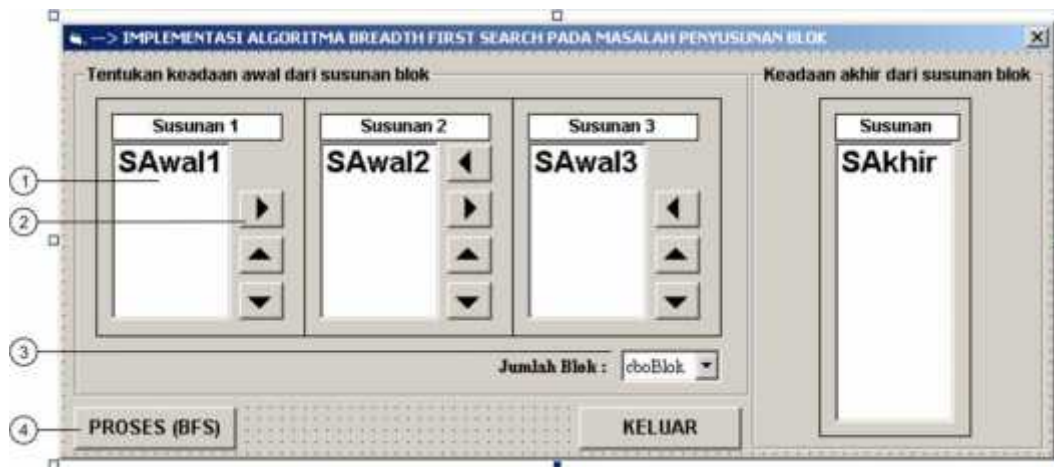 --> IMPLEMENTASI ALGORITMA BREADTH FIRST SEARCH PADA MASALAH PENYUSUNAN BLOK
Tentukan keadaan awal dari susunan blok
Keadaan akhir dari susunan blok
Susunan 1
Susunan 2
Susunan 3
Susunan
SAwal1
SAwal2
SAwal3
SAkhir
1
2
3
Jumlah Blok :
cboBlok
4
PROSES (BFS)
KELUAR